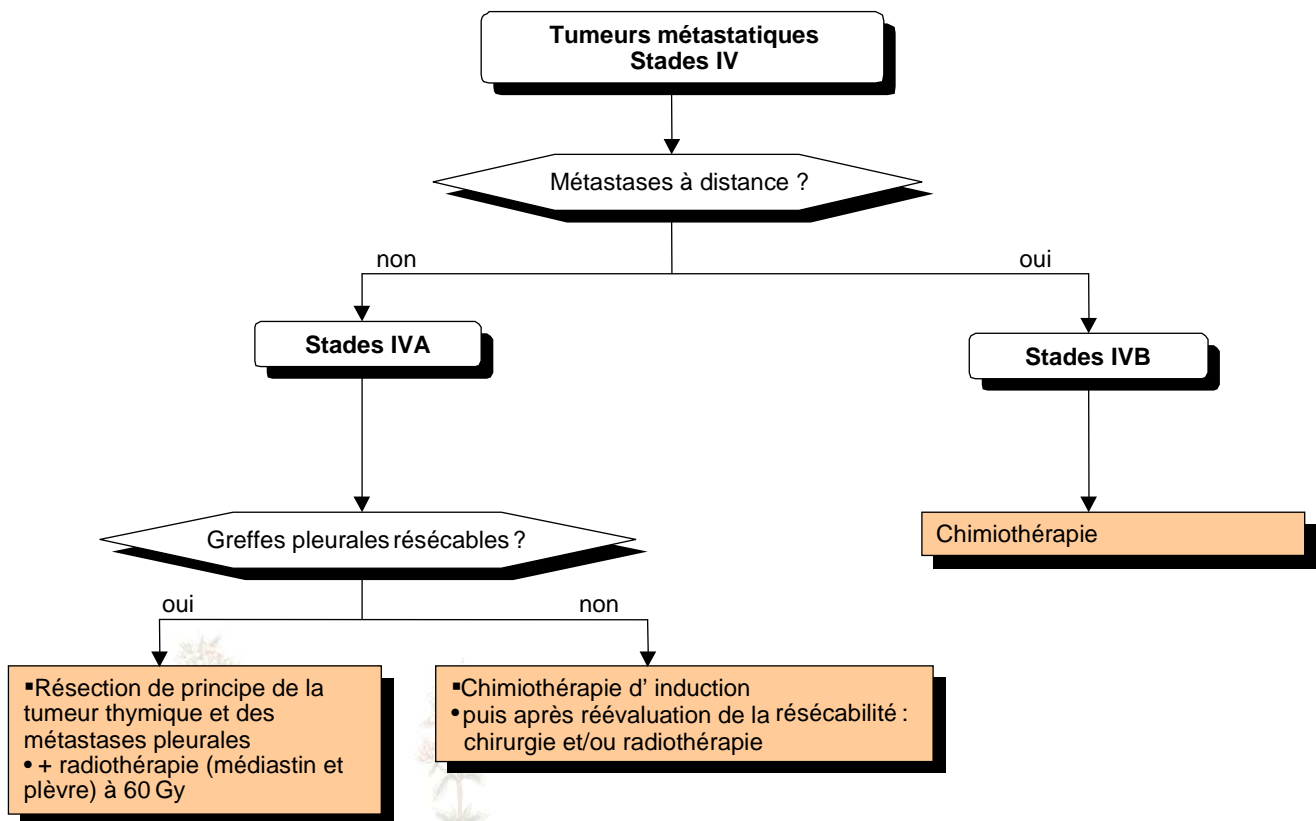 Tumeurs métastatiques
Stades IV
Métastases à distance ?
non
oui
Stades IVA
Stades IVB
Greffes pleurales résécables ?
Chimiothérapie
oui
non
▪Résection de principe de la
tumeur thymique et des
métastases pleurales
• + radiothérapie (médiastin et
plèvre) à 60 Gy
▪Chimiothérapie d' induction
•puis après réévaluation de la résécabilité :
chirurgie et/ou radiothérapie